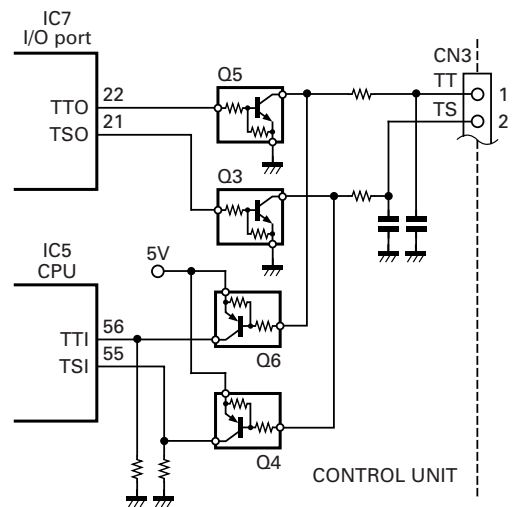 IC7
I/O port
TTO 22
TSO 21
Q5
Q3
CN3
TT 1
TS 2
5V
IC5
CPU
TTI 56
TSI 55
Q6
Q4
CONTROL UNIT